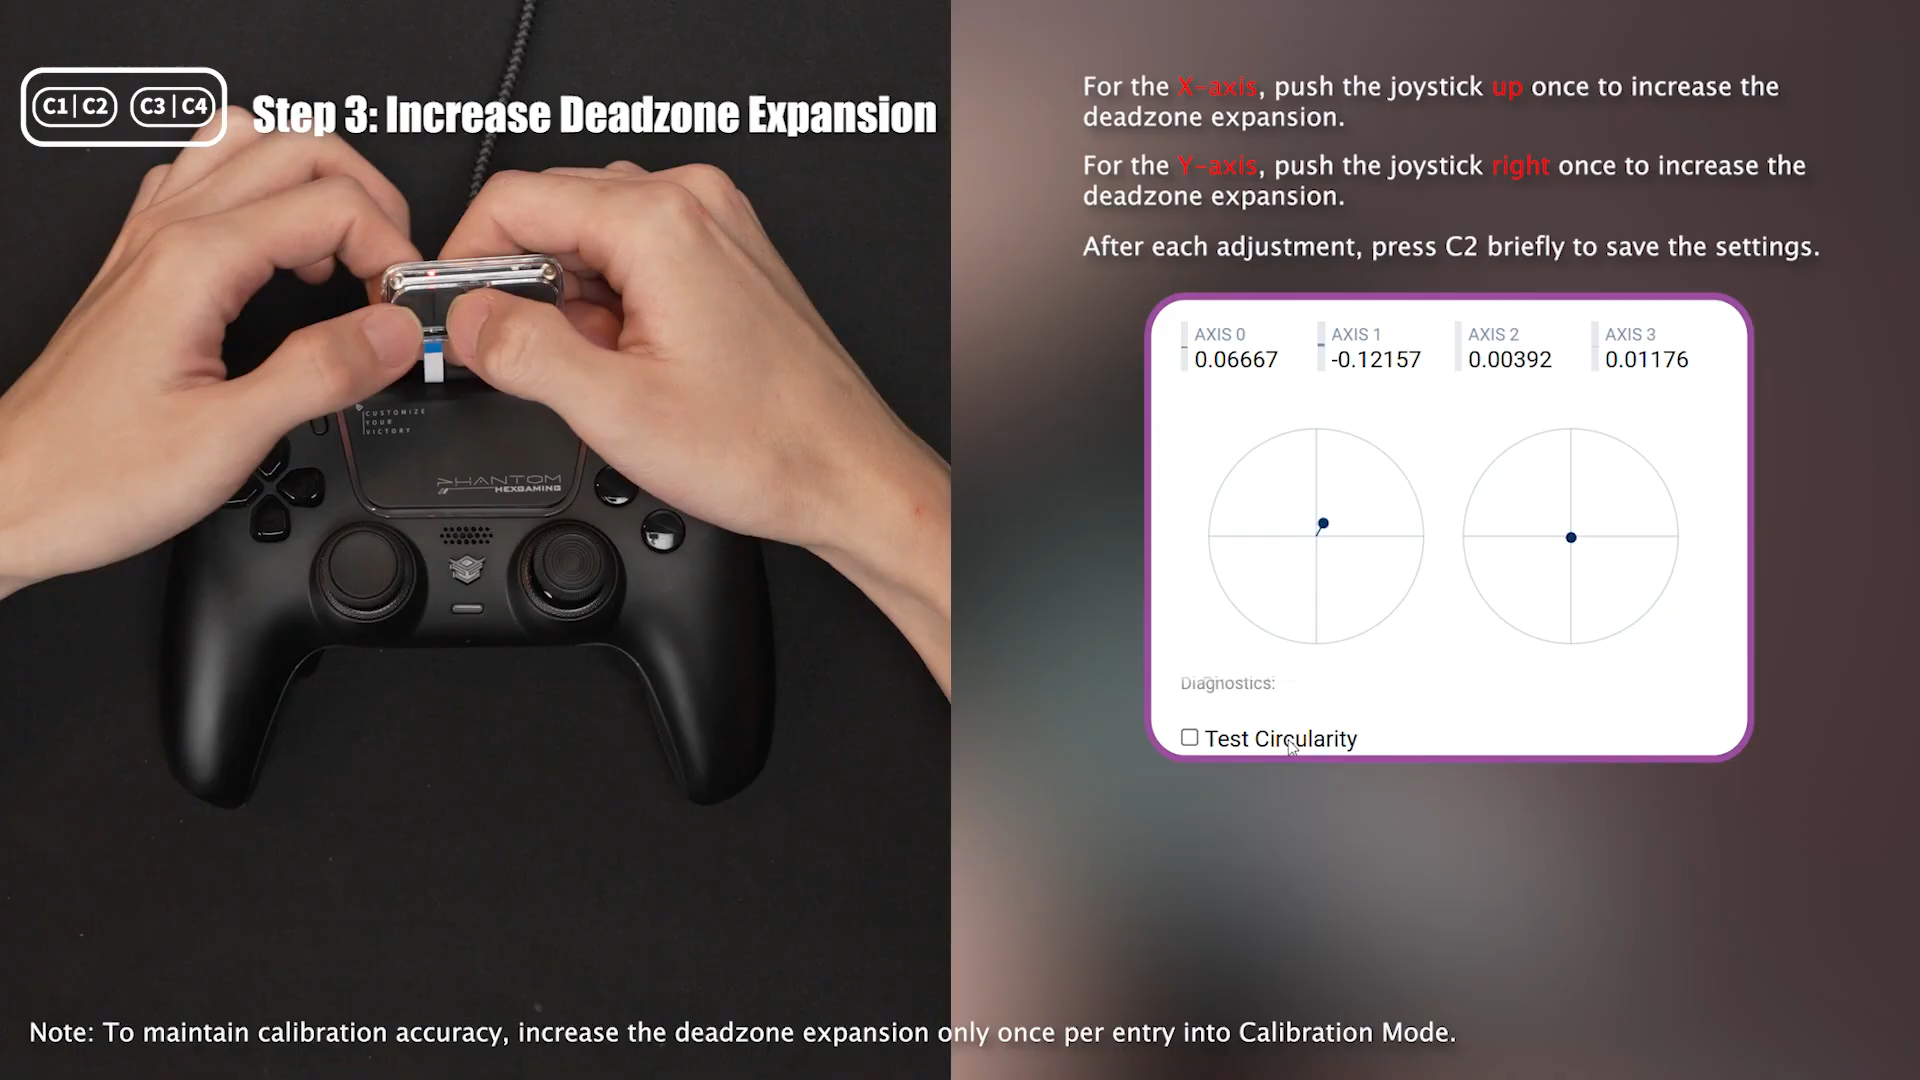 C1|C2 C3|C4
Step 3: Increase Deadzone Expansion
CUSTOMIZE
YOUR
VICTORY
PHANTOM
HEXGAMING
For the X-axis, push the joystick up once to increase the
deadzone expansion.
For the Y-axis, push the joystick right once to increase the
deadzone expansion.
After each adjustment, press C2 briefly to save the settings.
AXIS 0 AXIS 1 AXIS 2 AXIS 3
0.06667 -0.12157 0.00392 0.01176
Diagnostics:
Test Circularity
Note: To maintain calibration accuracy, increase the deadzone expansion only once per entry into Calibration Mode.